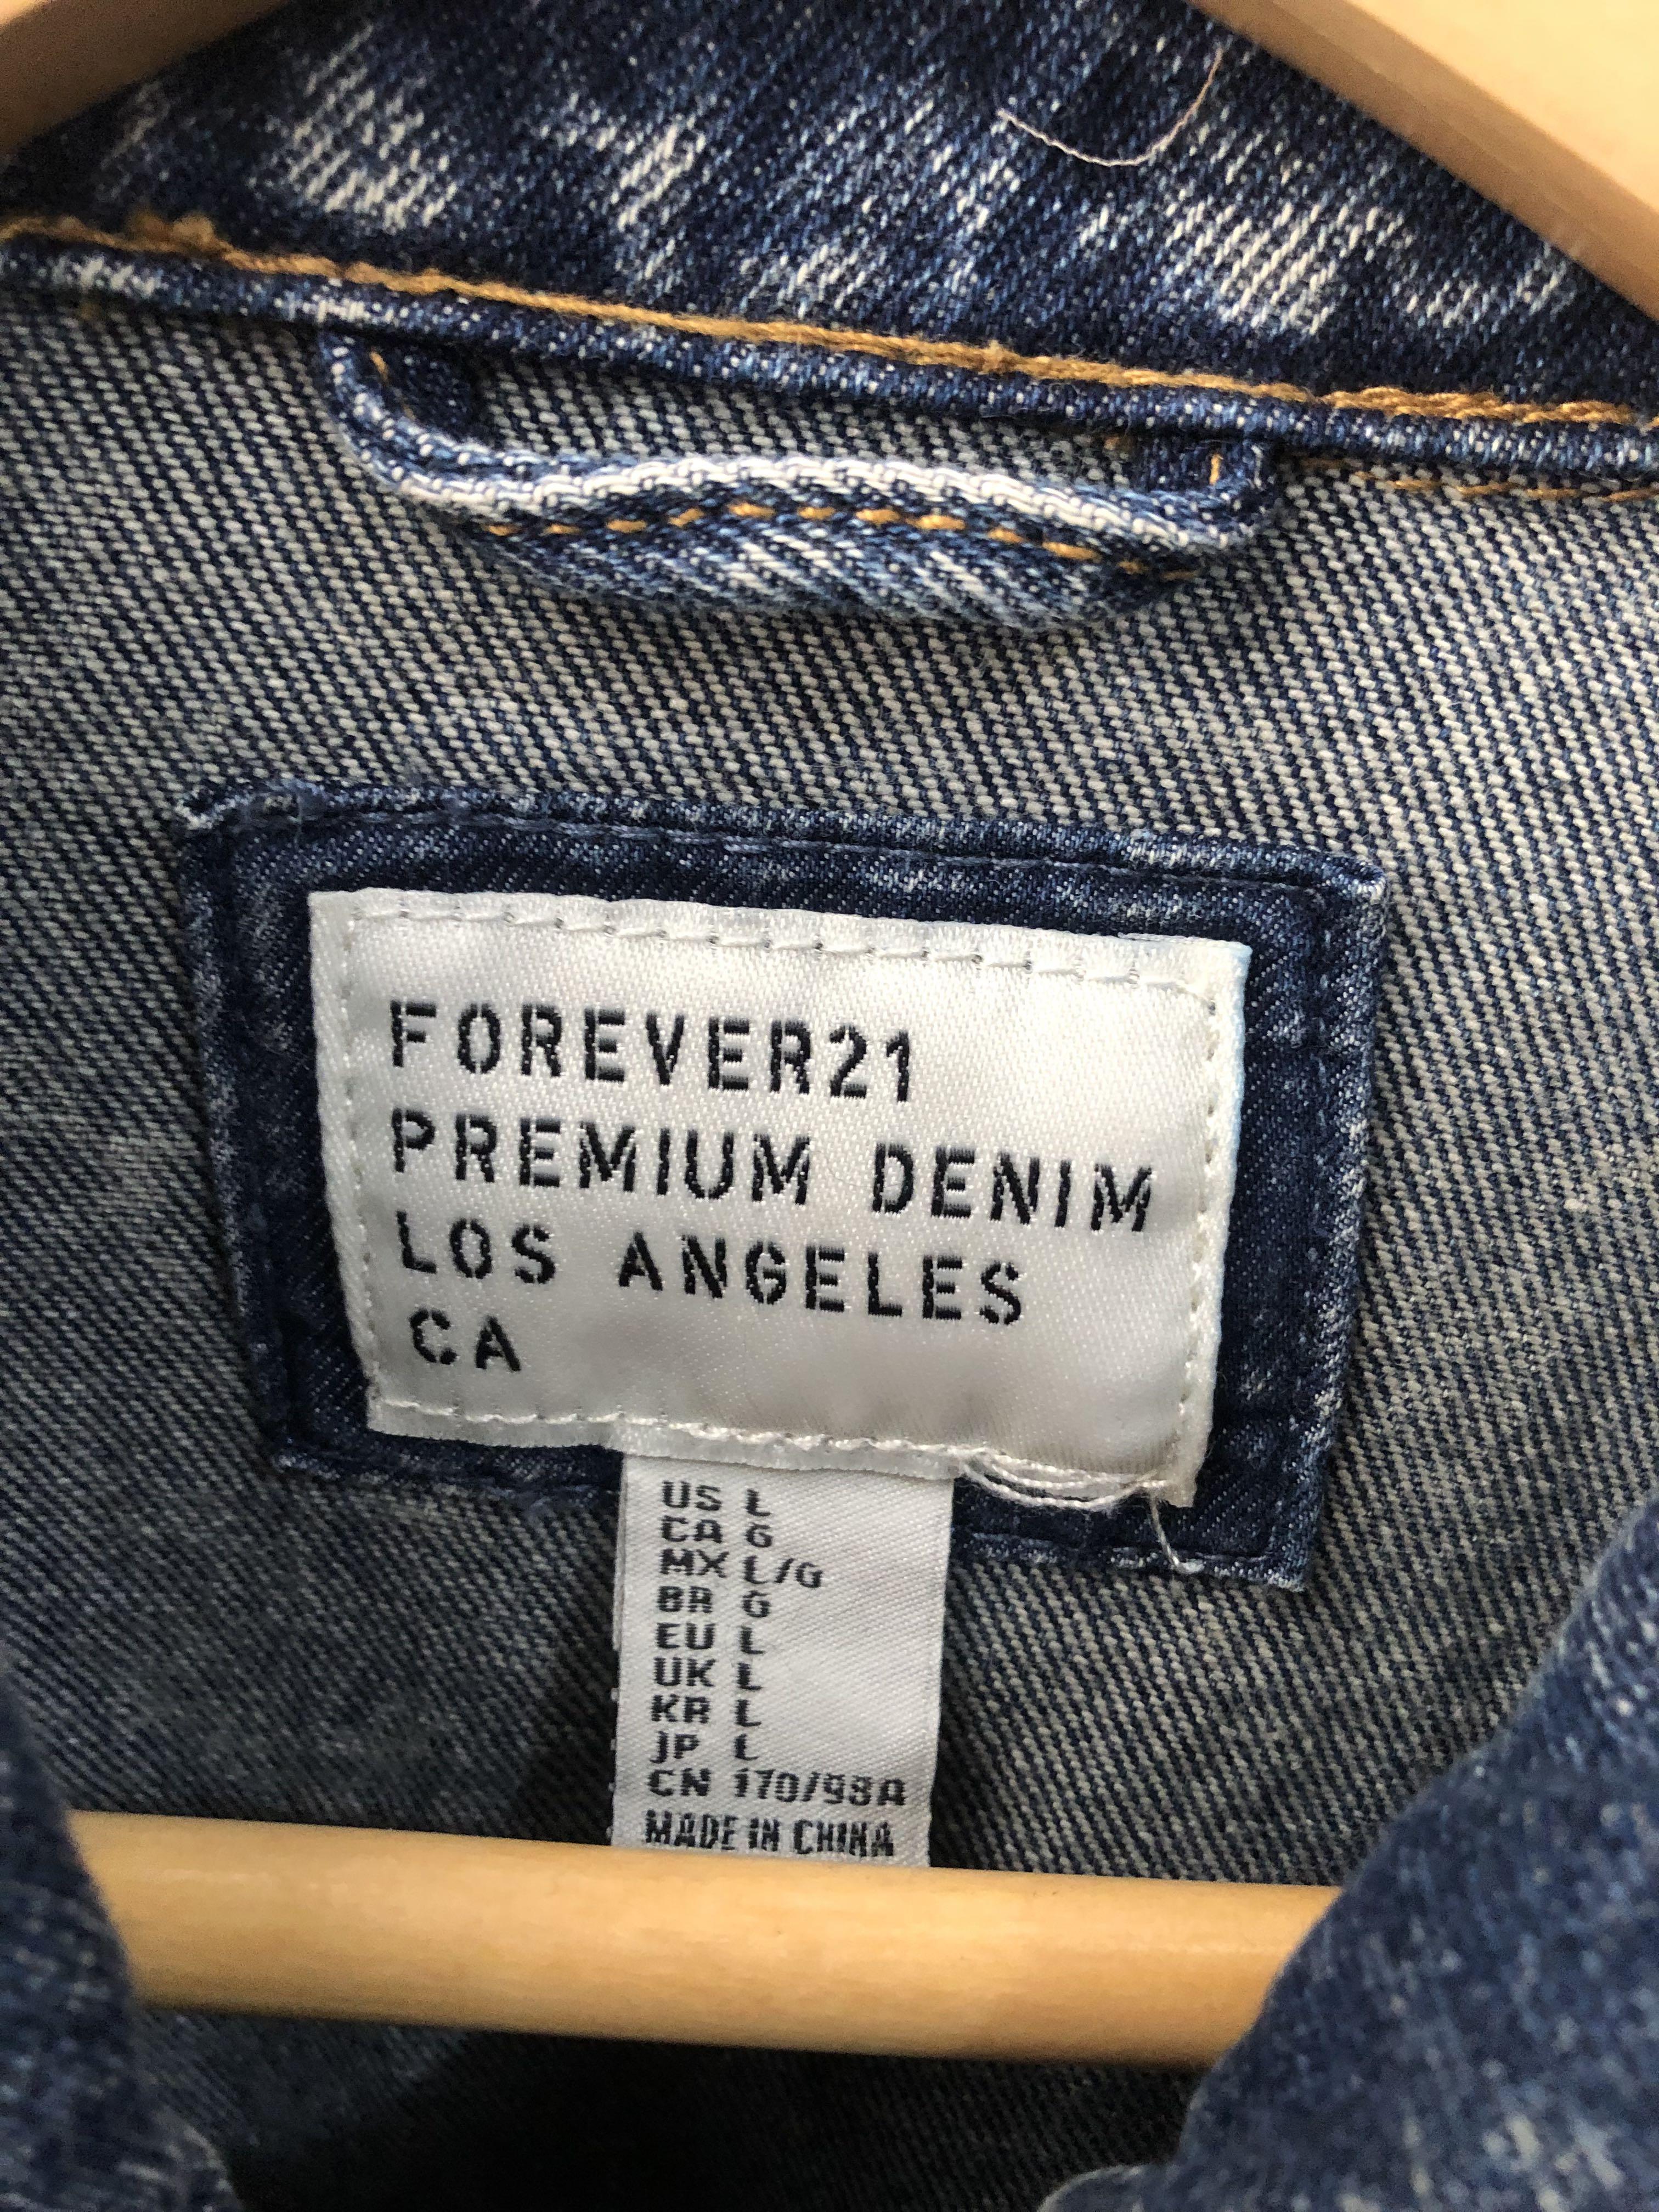 FOREVER21
PREMIUM DENIM
LOS ANGELES
CA
US L
CA G
MX L/G
BR G
EU L
UK L
KR L
JP L
CN 170/98A
MADE IN CHINA